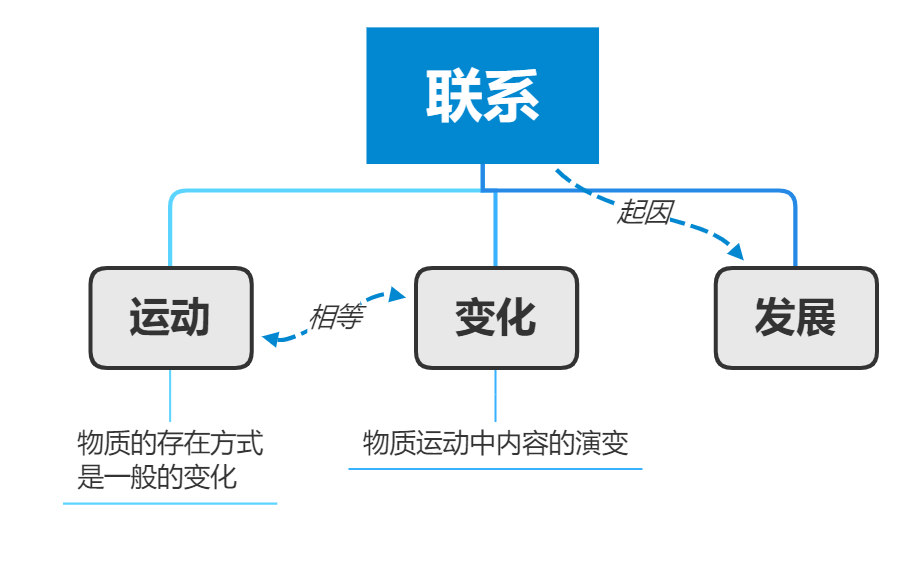 联系
起因
运动
相等
变化
发展
物质的存在方式
是一般的变化
物质运动中内容的演变